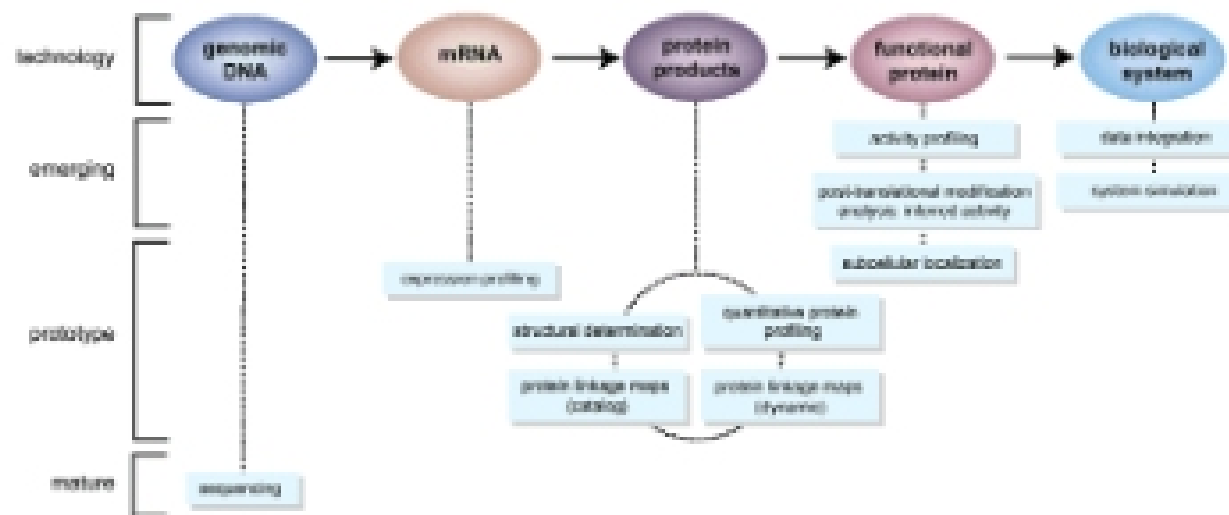 technology
genomic
DNA
mRNA
protein
products
functional
protein
biological
system
emerging
activity profiling
data integration
post-translational modification
analysis: inferred activity
system simulation
subcellular localization
prototype
expression profiling
structural determination
quantitative protein
profiling
protein linkage maps
(catalog)
protein linkage maps
(dynamic)
mature
sequencing